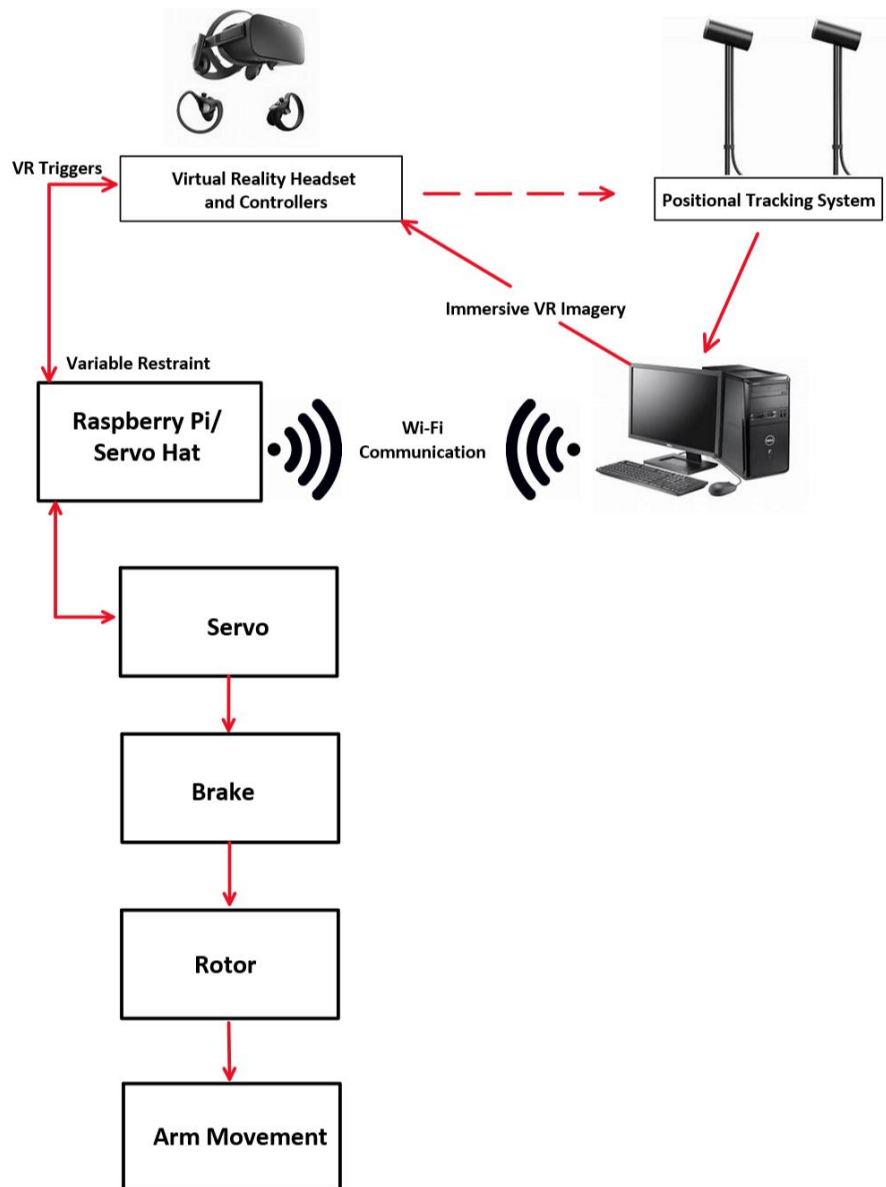 VR Triggers
Virtual Reality Headset
and Controllers
Positional Tracking System
Immersive VR Imagery
Variable Restraint
Raspberry Pi/
Servo Hat
Wi-Fi
Communication
Servo
Brake
Rotor
Arm Movement